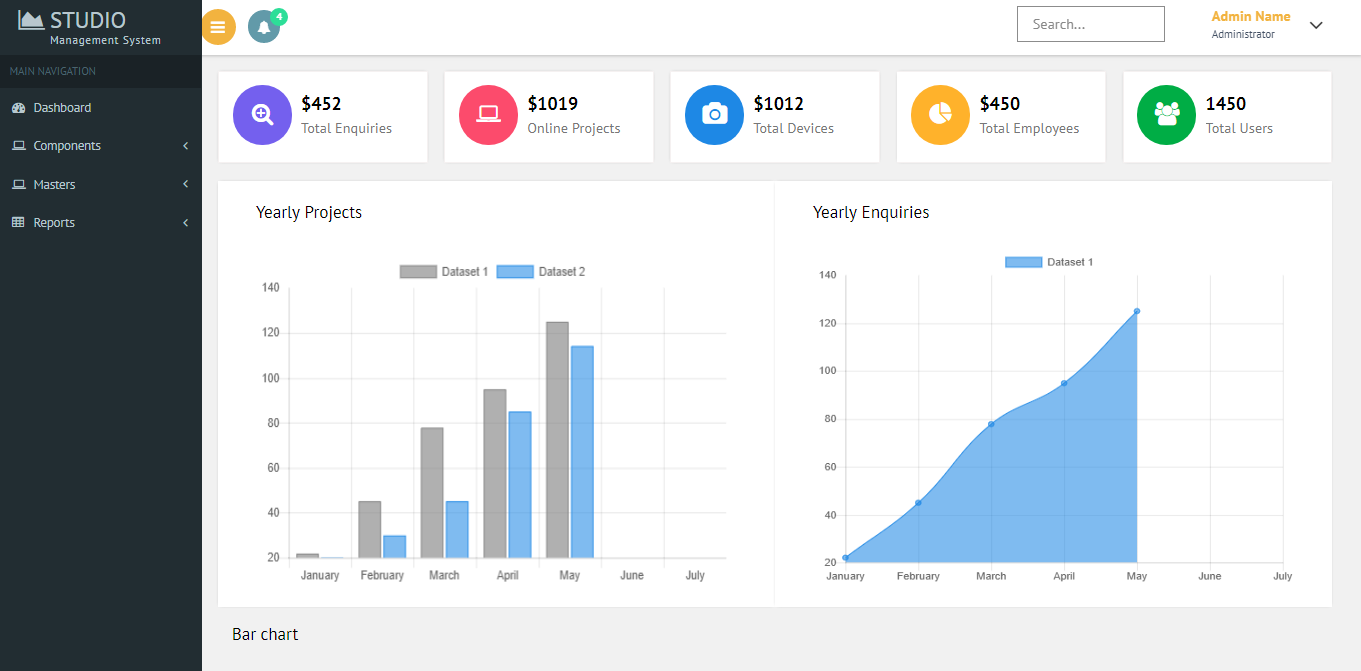 STUDIO
Management System
4
Search...
Admin Name
Administrator
MAIN NAVIGATION
Dashboard
Components
Masters
Reports
$452
Total Enquiries
$1019
Online Projects
$1012
Total Devices
$450
Total Employees
1450
Total Users
Yearly Projects
Dataset 1 Dataset 2
140
120
100
80
60
40
20
January February March April May June July
Yearly Enquiries
Dataset 1
140
120
100
80
60
40
20
January February March April May June July
Bar chart